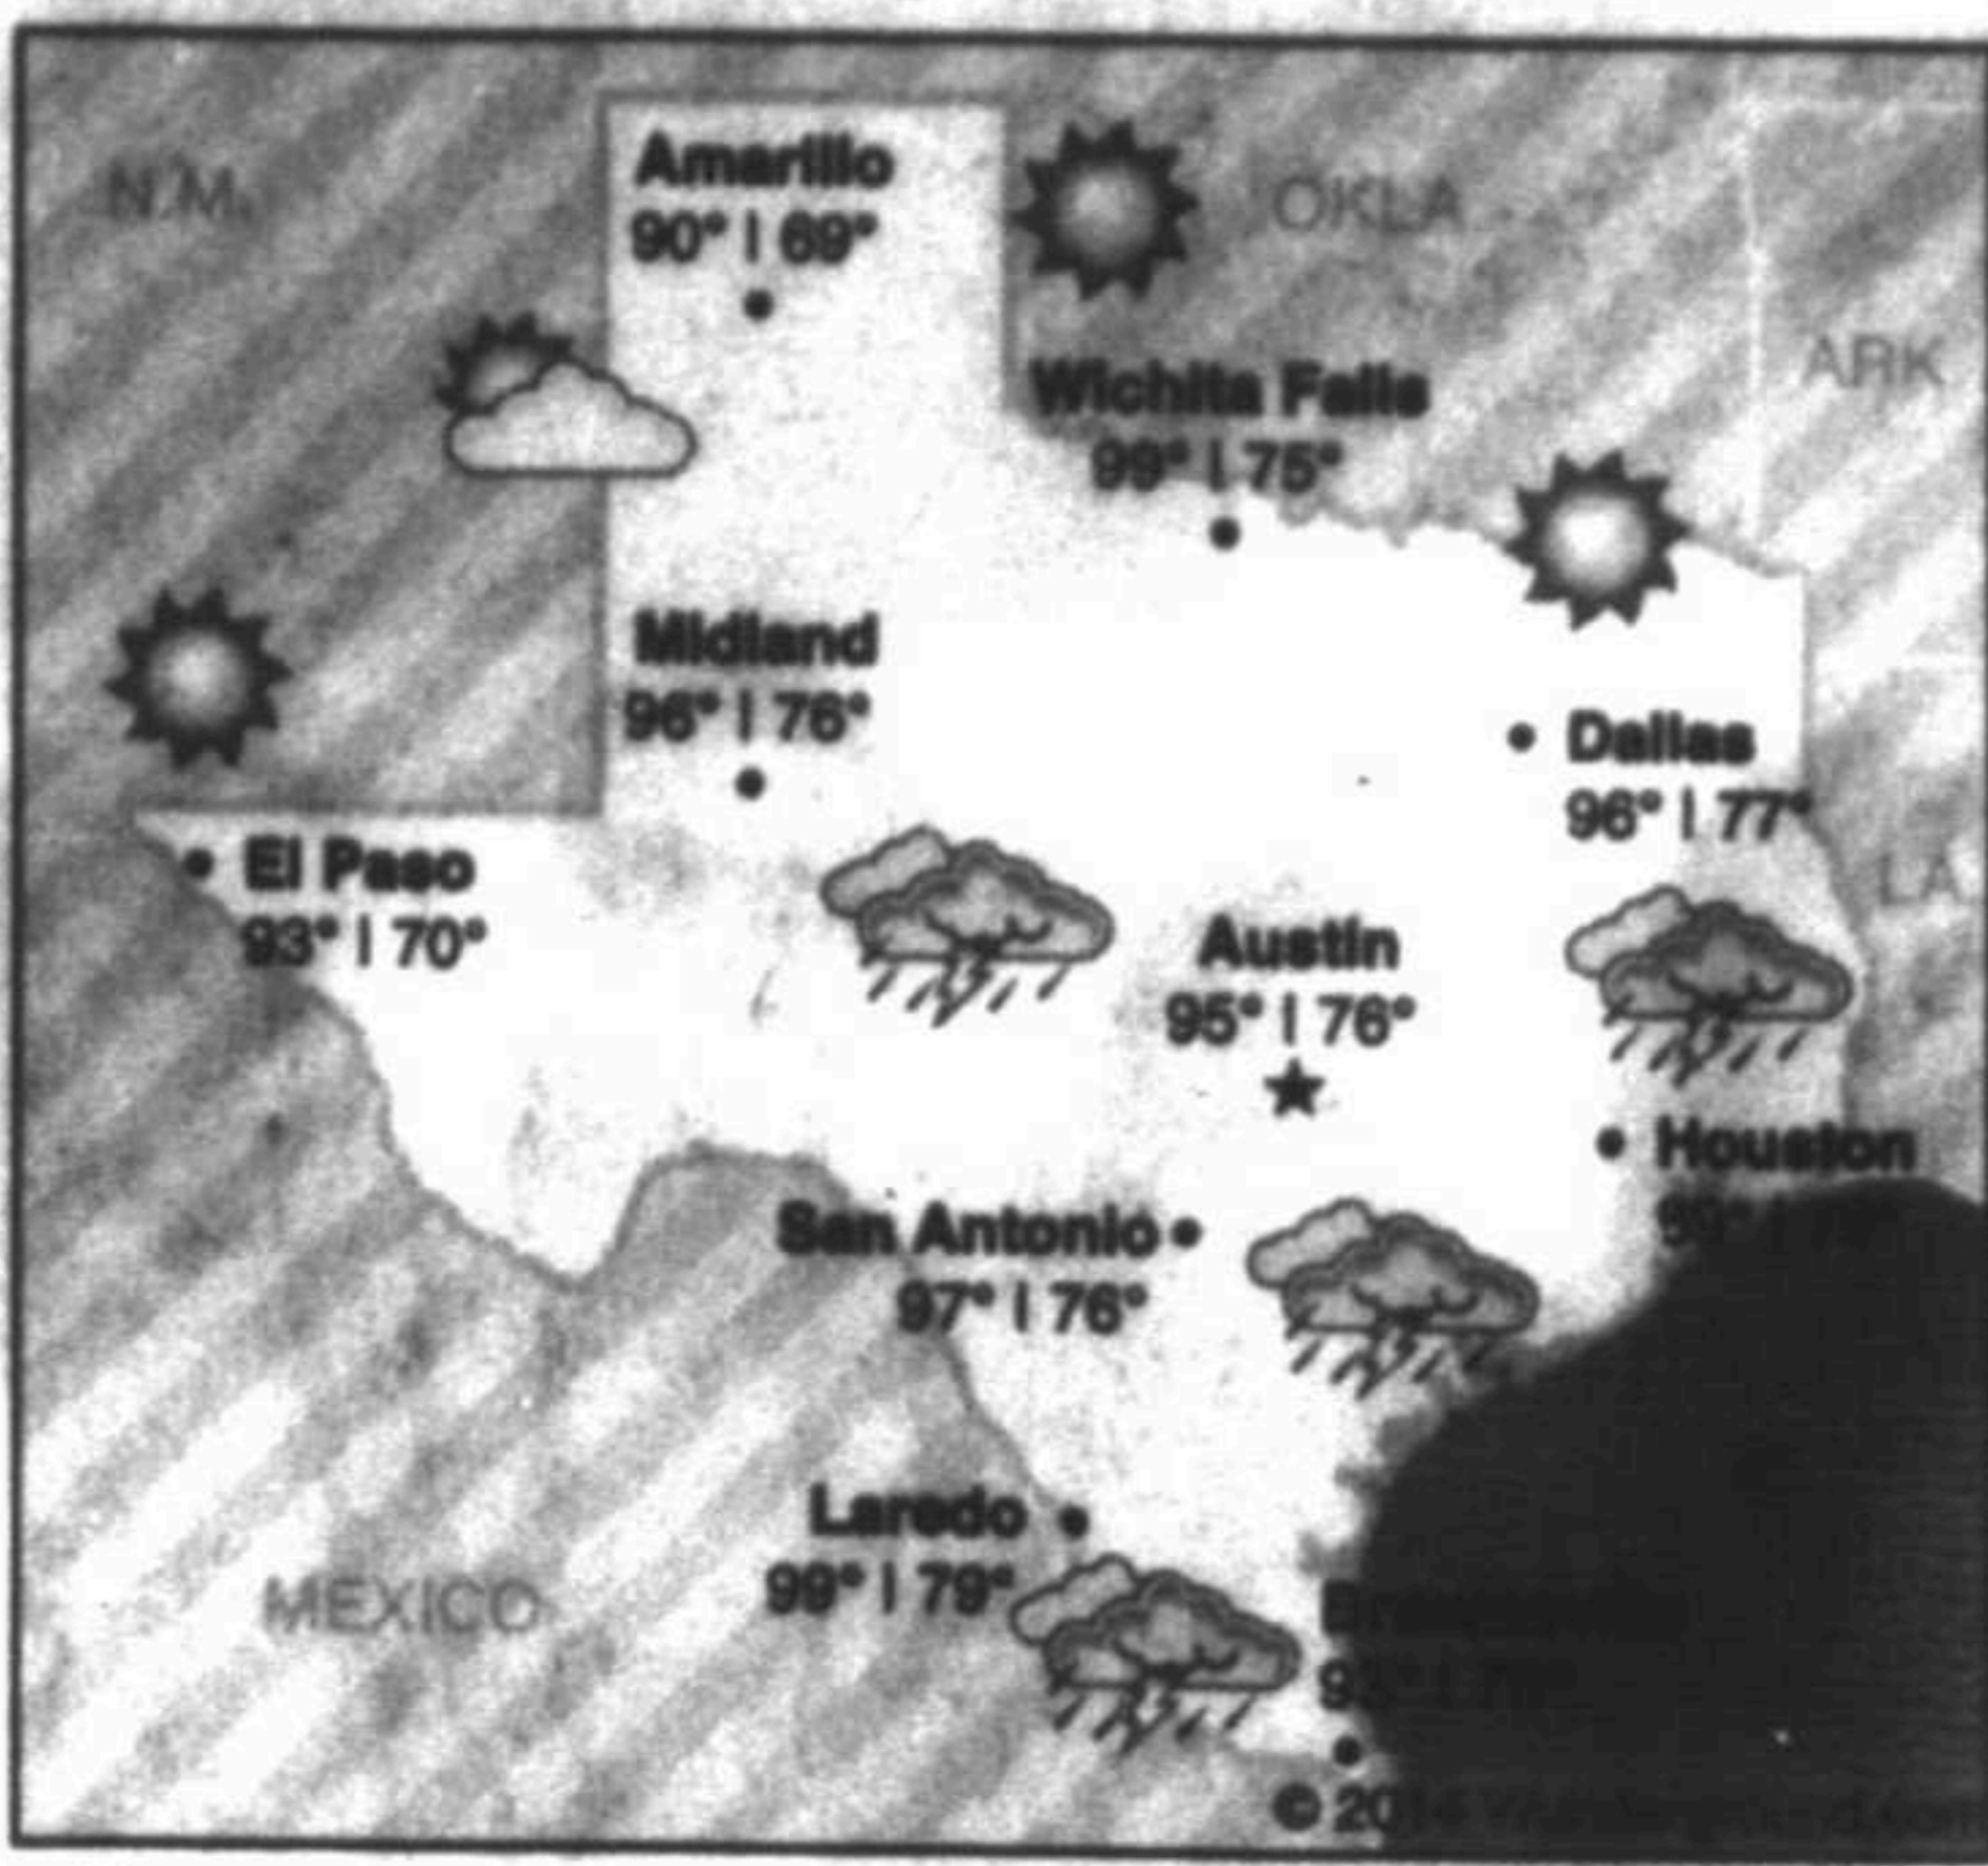 N.M.
Amarillo
90° | 69°
OKLA
ARK
Wichita Falls
99° | 75°
Midland
96° | 76°
Dallas
96° | 77°
El Paso
93° | 70°
LA
Austin
95° | 76°
Houston
San Antonio
97° | 76°
Laredo
99° | 79°
MEXICO
©